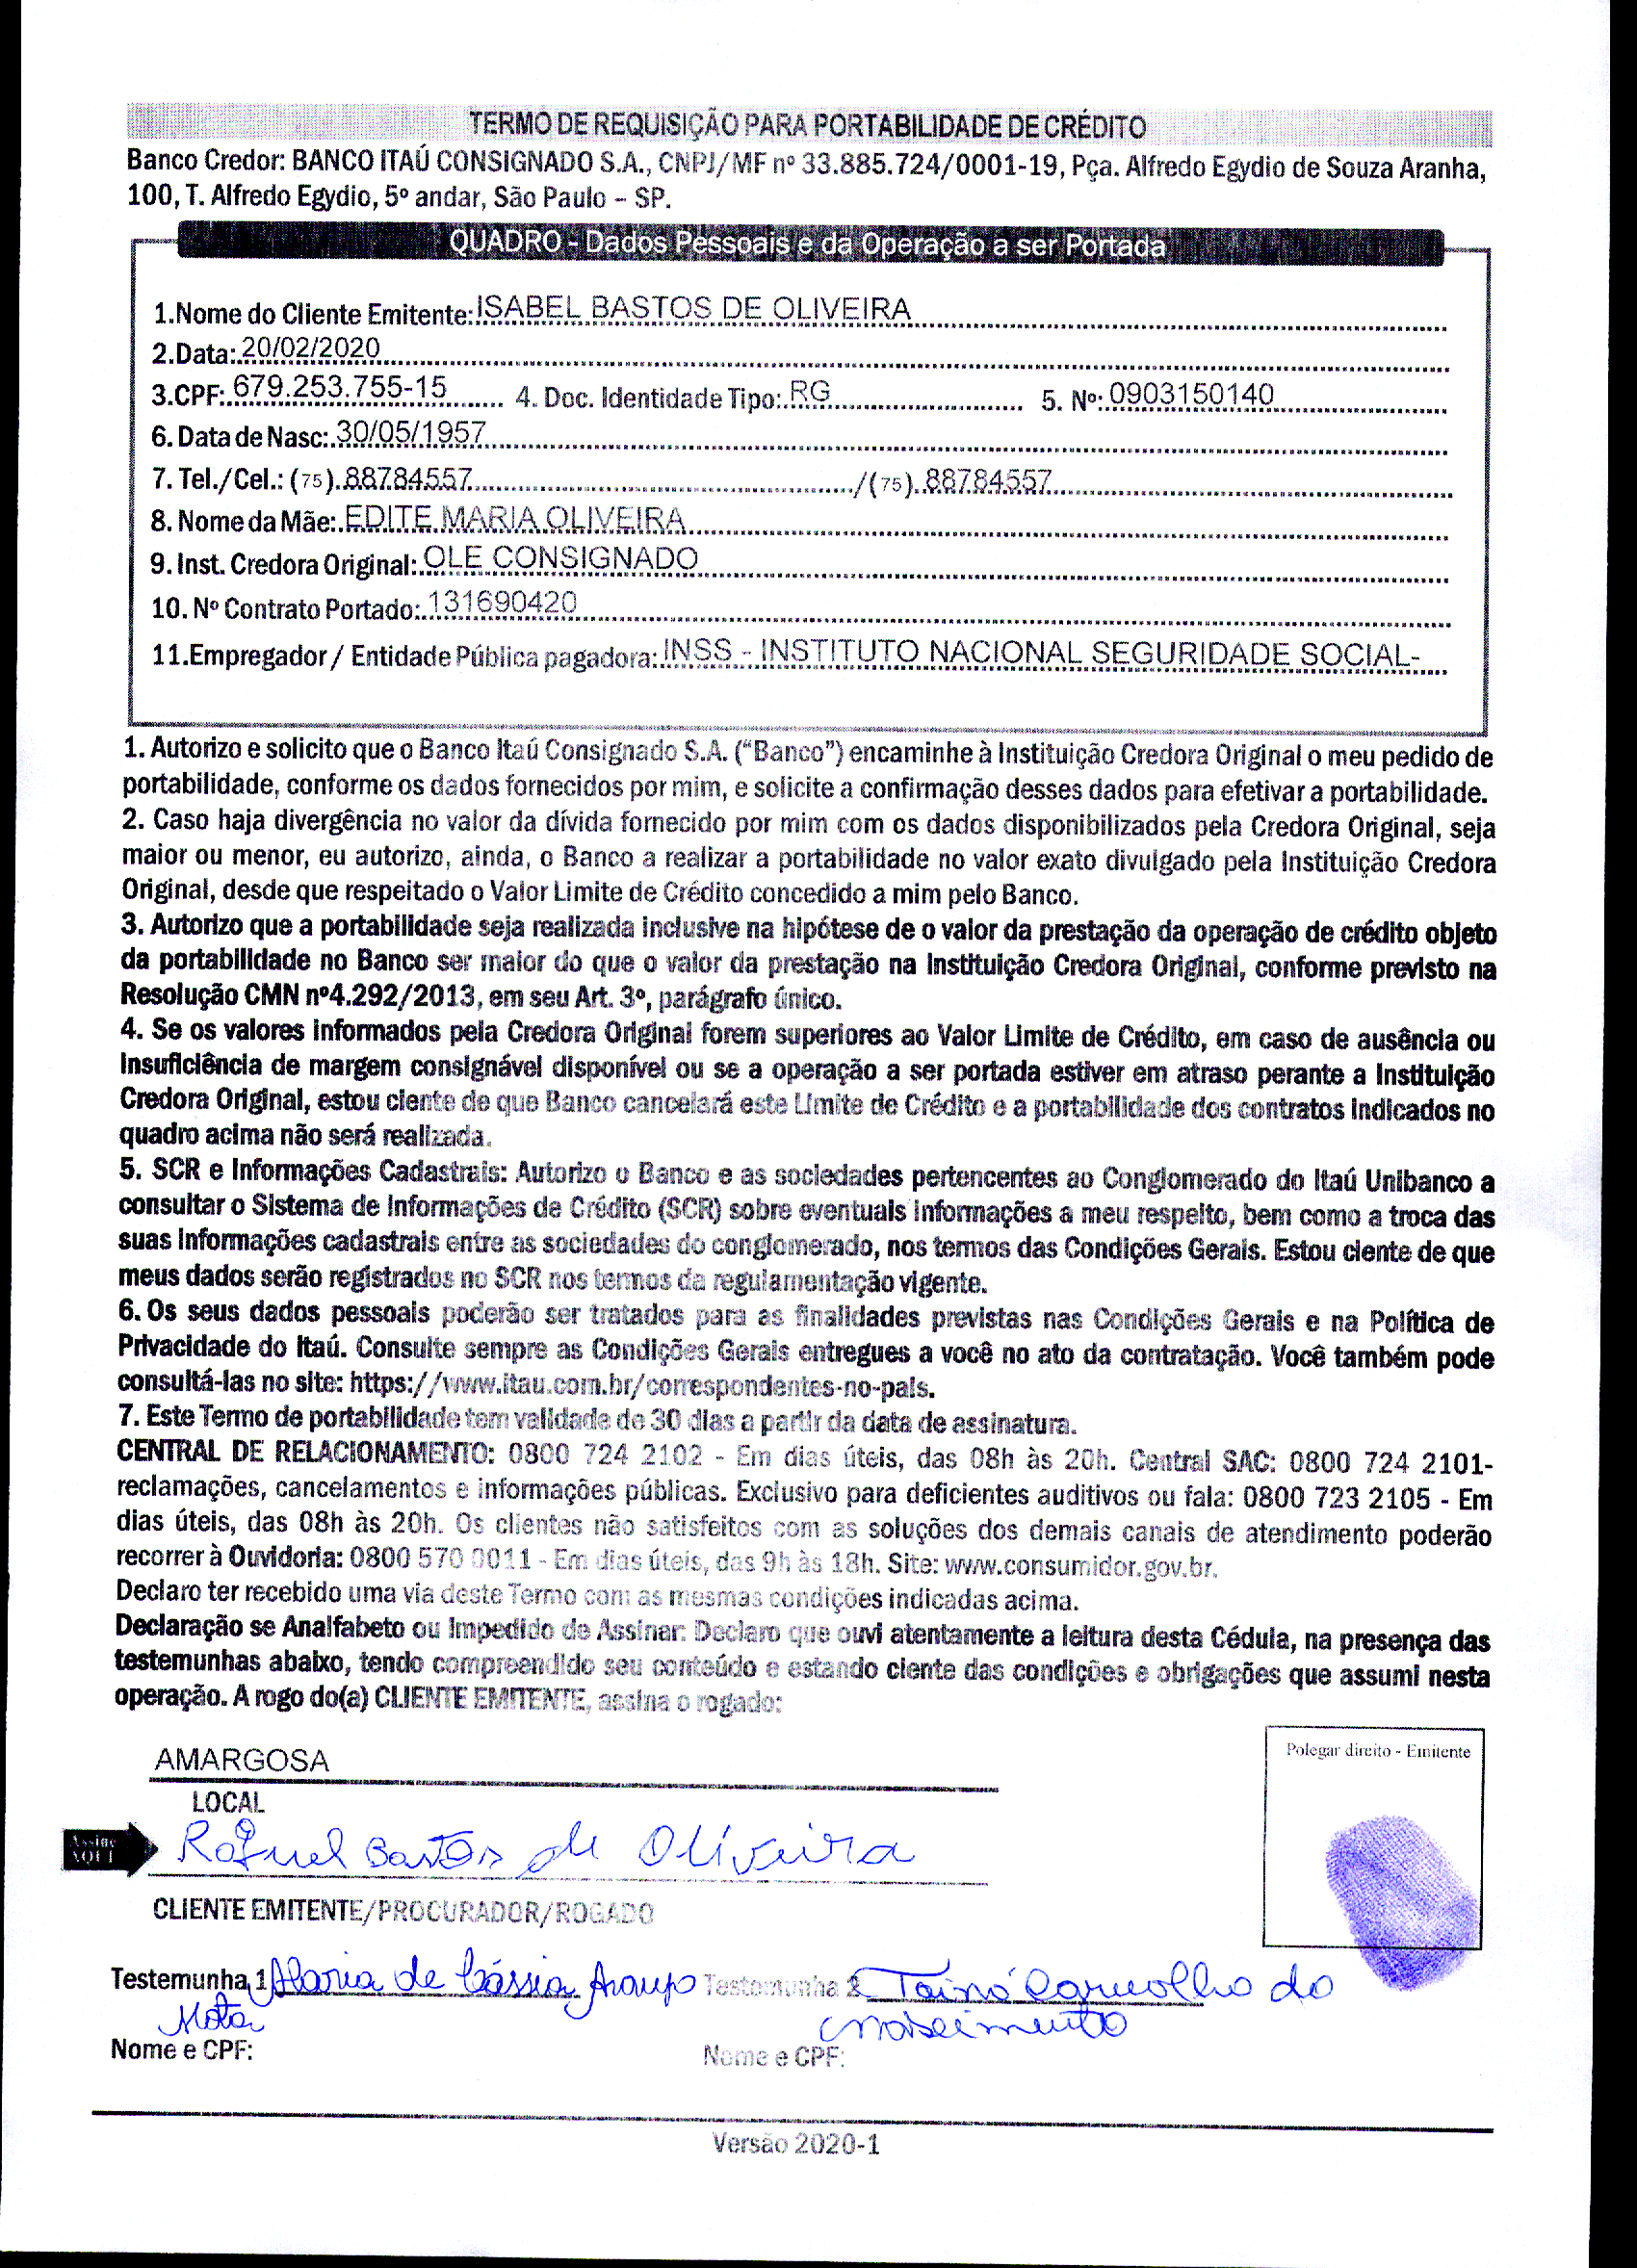 TERMO DE REQUISIÇÃO PARA PORTABILIDADE DE CRÉDITO
Banco Credor: BANCO ITAÚ CONSIGNADO S.A., CNPJ/MF nº 33.885.724/0001-19, Pça. Alfredo Egydio de Souza Aranha,
100, T. Alfredo Egydio, 5º andar, São Paulo – SP.
QUADRO - Dados Pessoais e da Operação a ser Portada
1.Nome do Cliente Emitente: ISABEL BASTOS DE OLIVEIRA
2.Data: 20/02/2020
3.CPF: 679.253.755-15 4. Doc. Identidade Tipo: RG 5. Nº: 0903150140
6. Data de Nasc: 30/05/1957
7. Tel./Cel.: (75) 88784557 /(75) 88784557
8. Nome da Mãe: EDITE MARIA OLIVEIRA
9. Inst. Credora Original: OLE CONSIGNADO
10. Nº Contrato Portado: 131690420
11.Empregador / Entidade Pública pagadora: INSS - INSTITUTO NACIONAL SEGURIDADE SOCIAL-
1. Autorizo e solicito que o Banco Itaú Consignado S.A. (“Banco”) encaminhe à Instituição Credora Original o meu pedido de
portabilidade, conforme os dados fornecidos por mim, e solicite a confirmação desses dados para efetivar a portabilidade.
2. Caso haja divergência no valor da dívida fornecido por mim com os dados disponibilizados pela Credora Original, seja
maior ou menor, eu autorizo, ainda, o Banco a realizar a portabilidade no valor exato divulgado pela Instituição Credora
Original, desde que respeitado o Valor Limite de Crédito concedido a mim pelo Banco.
3. Autorizo que a portabilidade seja realizada inclusive na hipótese de o valor da prestação da operação de crédito objeto
da portabilidade no Banco ser maior do que o valor da prestação na Instituição Credora Original, conforme previsto na
Resolução CMN nº4.292/2013, em seu Art. 3º, parágrafo único.
4. Se os valores informados pela Credora Original forem superiores ao Valor Limite de Crédito, em caso de ausência ou
insuficiência de margem consignável disponível ou se a operação a ser portada estiver em atraso perante a Instituição
Credora Original, estou ciente de que Banco cancelará este Limite de Crédito e a portabilidade dos contratos indicados no
quadro acima não será realizada.
5. SCR e Informações Cadastrais: Autorizo o Banco e as sociedades pertencentes ao Conglomerado do Itaú Unibanco a
consultar o Sistema de Informações de Crédito (SCR) sobre eventuais informações a meu respeito, bem como a troca das
suas informações cadastrais entre as sociedades do conglomerado, nos termos das Condições Gerais. Estou ciente de que
meus dados serão registrados no SCR nos termos da regulamentação vigente.
6. Os seus dados pessoais poderão ser tratados para as finalidades previstas nas Condições Gerais e na Política de
Privacidade do Itaú. Consulte sempre as Condições Gerais entregues a você no ato da contratação. Você também pode
consultá-las no site: https://www.itau.com.br/correspondentes-no-pais.
7. Este Termo de portabilidade tem validade de 30 dias a partir da data de assinatura.
CENTRAL DE RELACIONAMENTO: 0800 724 2102 - Em dias úteis, das 08h às 20h. Central SAC: 0800 724 2101-
reclamações, cancelamentos e informações públicas. Exclusivo para deficientes auditivos ou fala: 0800 723 2105 - Em
dias úteis, das 08h às 20h. Os clientes não satisfeitos com as soluções dos demais canais de atendimento poderão
recorrer à Ouvidoria: 0800 570 0011 - Em dias úteis, das 9h às 18h. Site: www.consumidor.gov.br.
Declaro ter recebido uma via deste Termo com as mesmas condições indicadas acima.
Declaração se Analfabeto ou Impedido de Assinar: Declaro que ouvi atentamente a leitura desta Cédula, na presença das
testemunhas abaixo, tendo compreendido seu conteúdo e estando ciente das condições e obrigações que assumi nesta
operação. A rogo do(a) CLIENTE EMITENTE, assina o rogado:
Polegar direito - Emitente
AMARGOSA
LOCAL
Assine AQUI Rafael Bastos de Oliveira
CLIENTE EMITENTE/PROCURADOR/ROGADO
Testemunha 1 Maria de Cássia Araujo Testemunha 2 Tainá Carvalho do
Mota nascimento
Nome e CPF: Nome e CPF:
Versão 2020-1